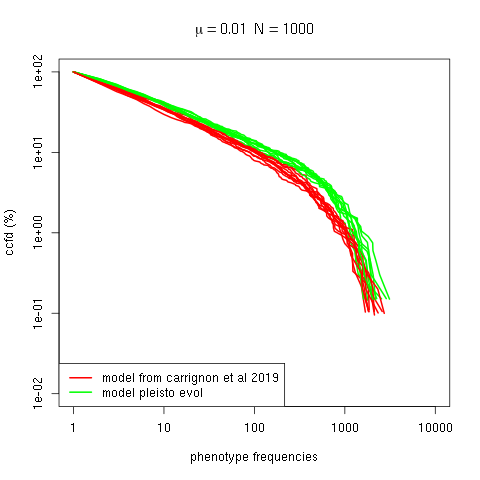 μ = 0.01 N = 1000
ccfd (%)
1e+02
1e+01
1e+00
1e-01
1e-02
model from carrignon et al 2019
model pleisto evol
1 10 100 1000 10000
phenotype frequencies